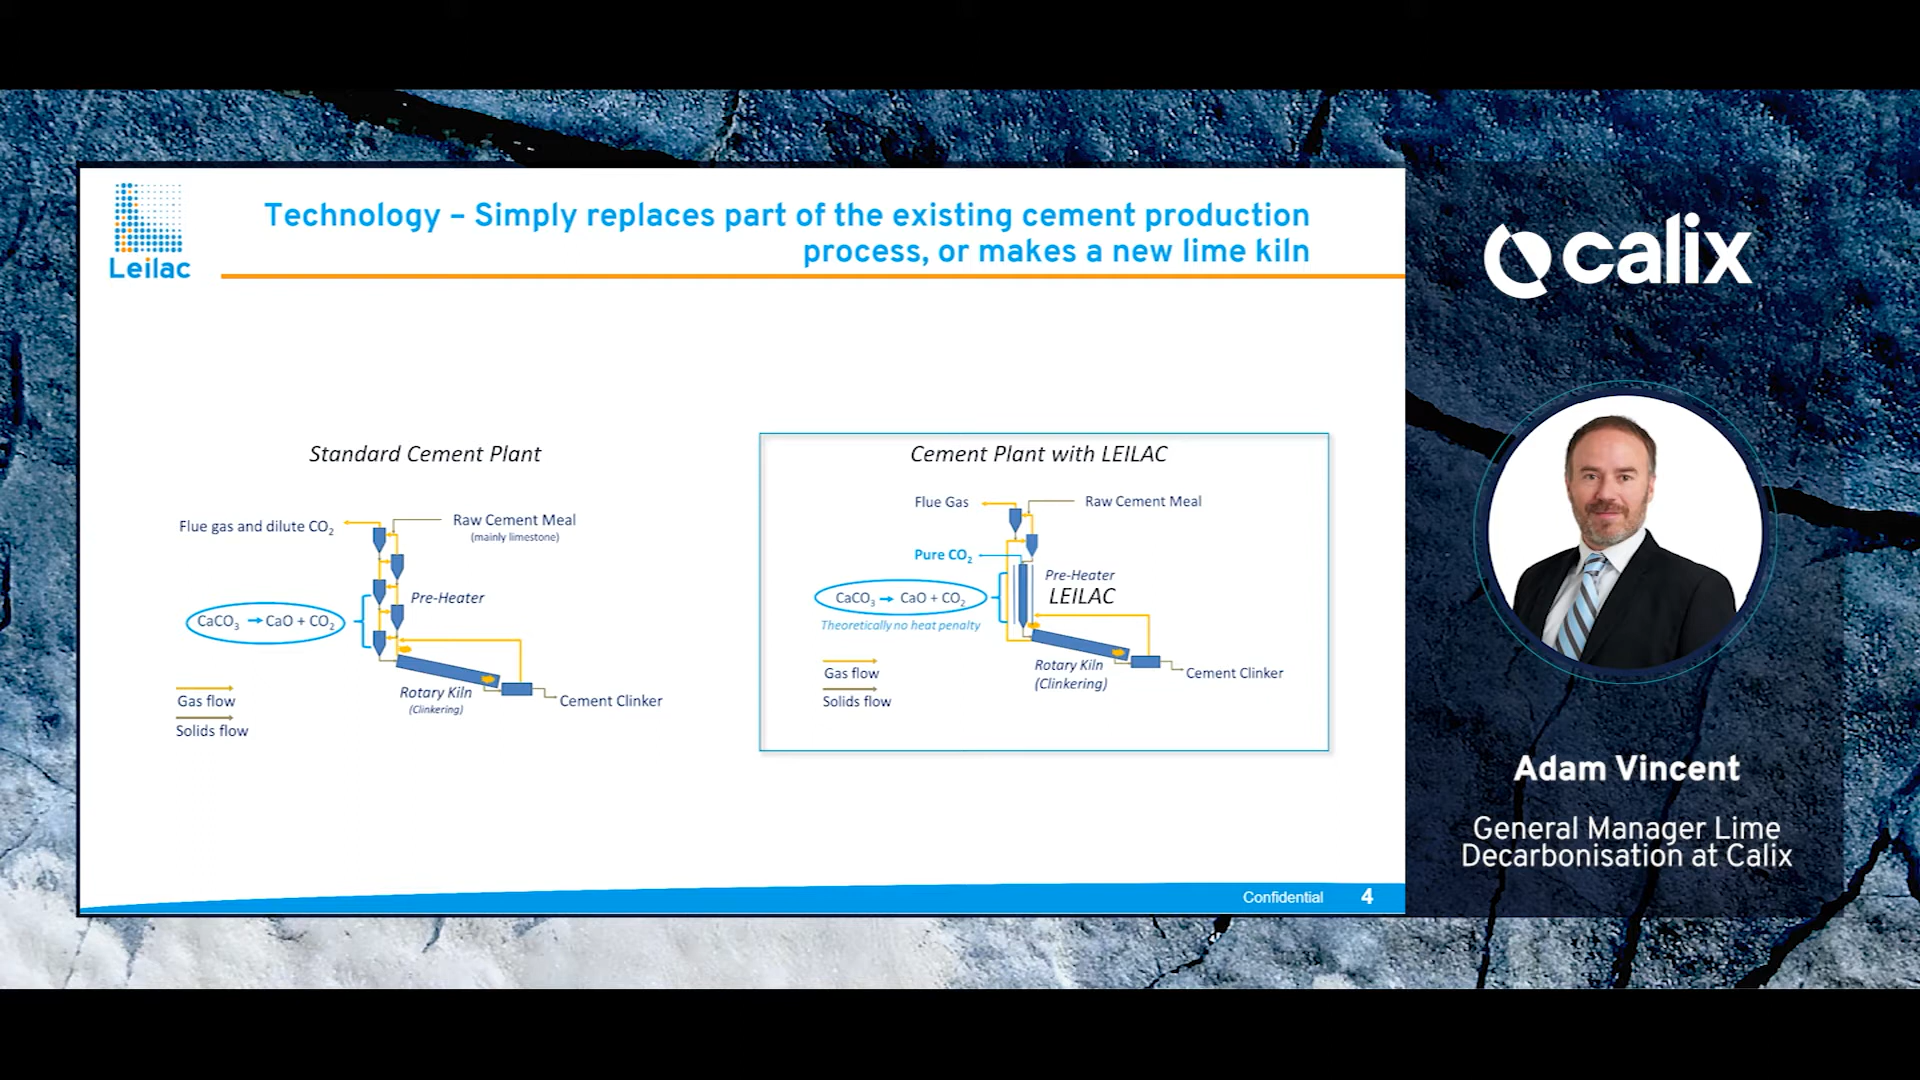 Leilac
Technology – Simply replaces part of the existing cement production
process, or makes a new lime kiln
Standard Cement Plant
Flue gas and dilute CO2
Raw Cement Meal
(mainly limestone)
Pre-Heater
CaCO3 → CaO + CO2
Rotary Kiln
(Clinkering)
Cement Clinker
Gas flow
Solids flow
Cement Plant with LEILAC
Flue Gas
Raw Cement Meal
Pure CO2
Pre-Heater
LEILAC
CaCO3 → CaO + CO2
Theoretically no heat penalty
Rotary Kiln
(Clinkering)
Cement Clinker
Gas flow
Solids flow
Confidential
4
calix
Adam Vincent
General Manager Lime
Decarbonisation at Calix